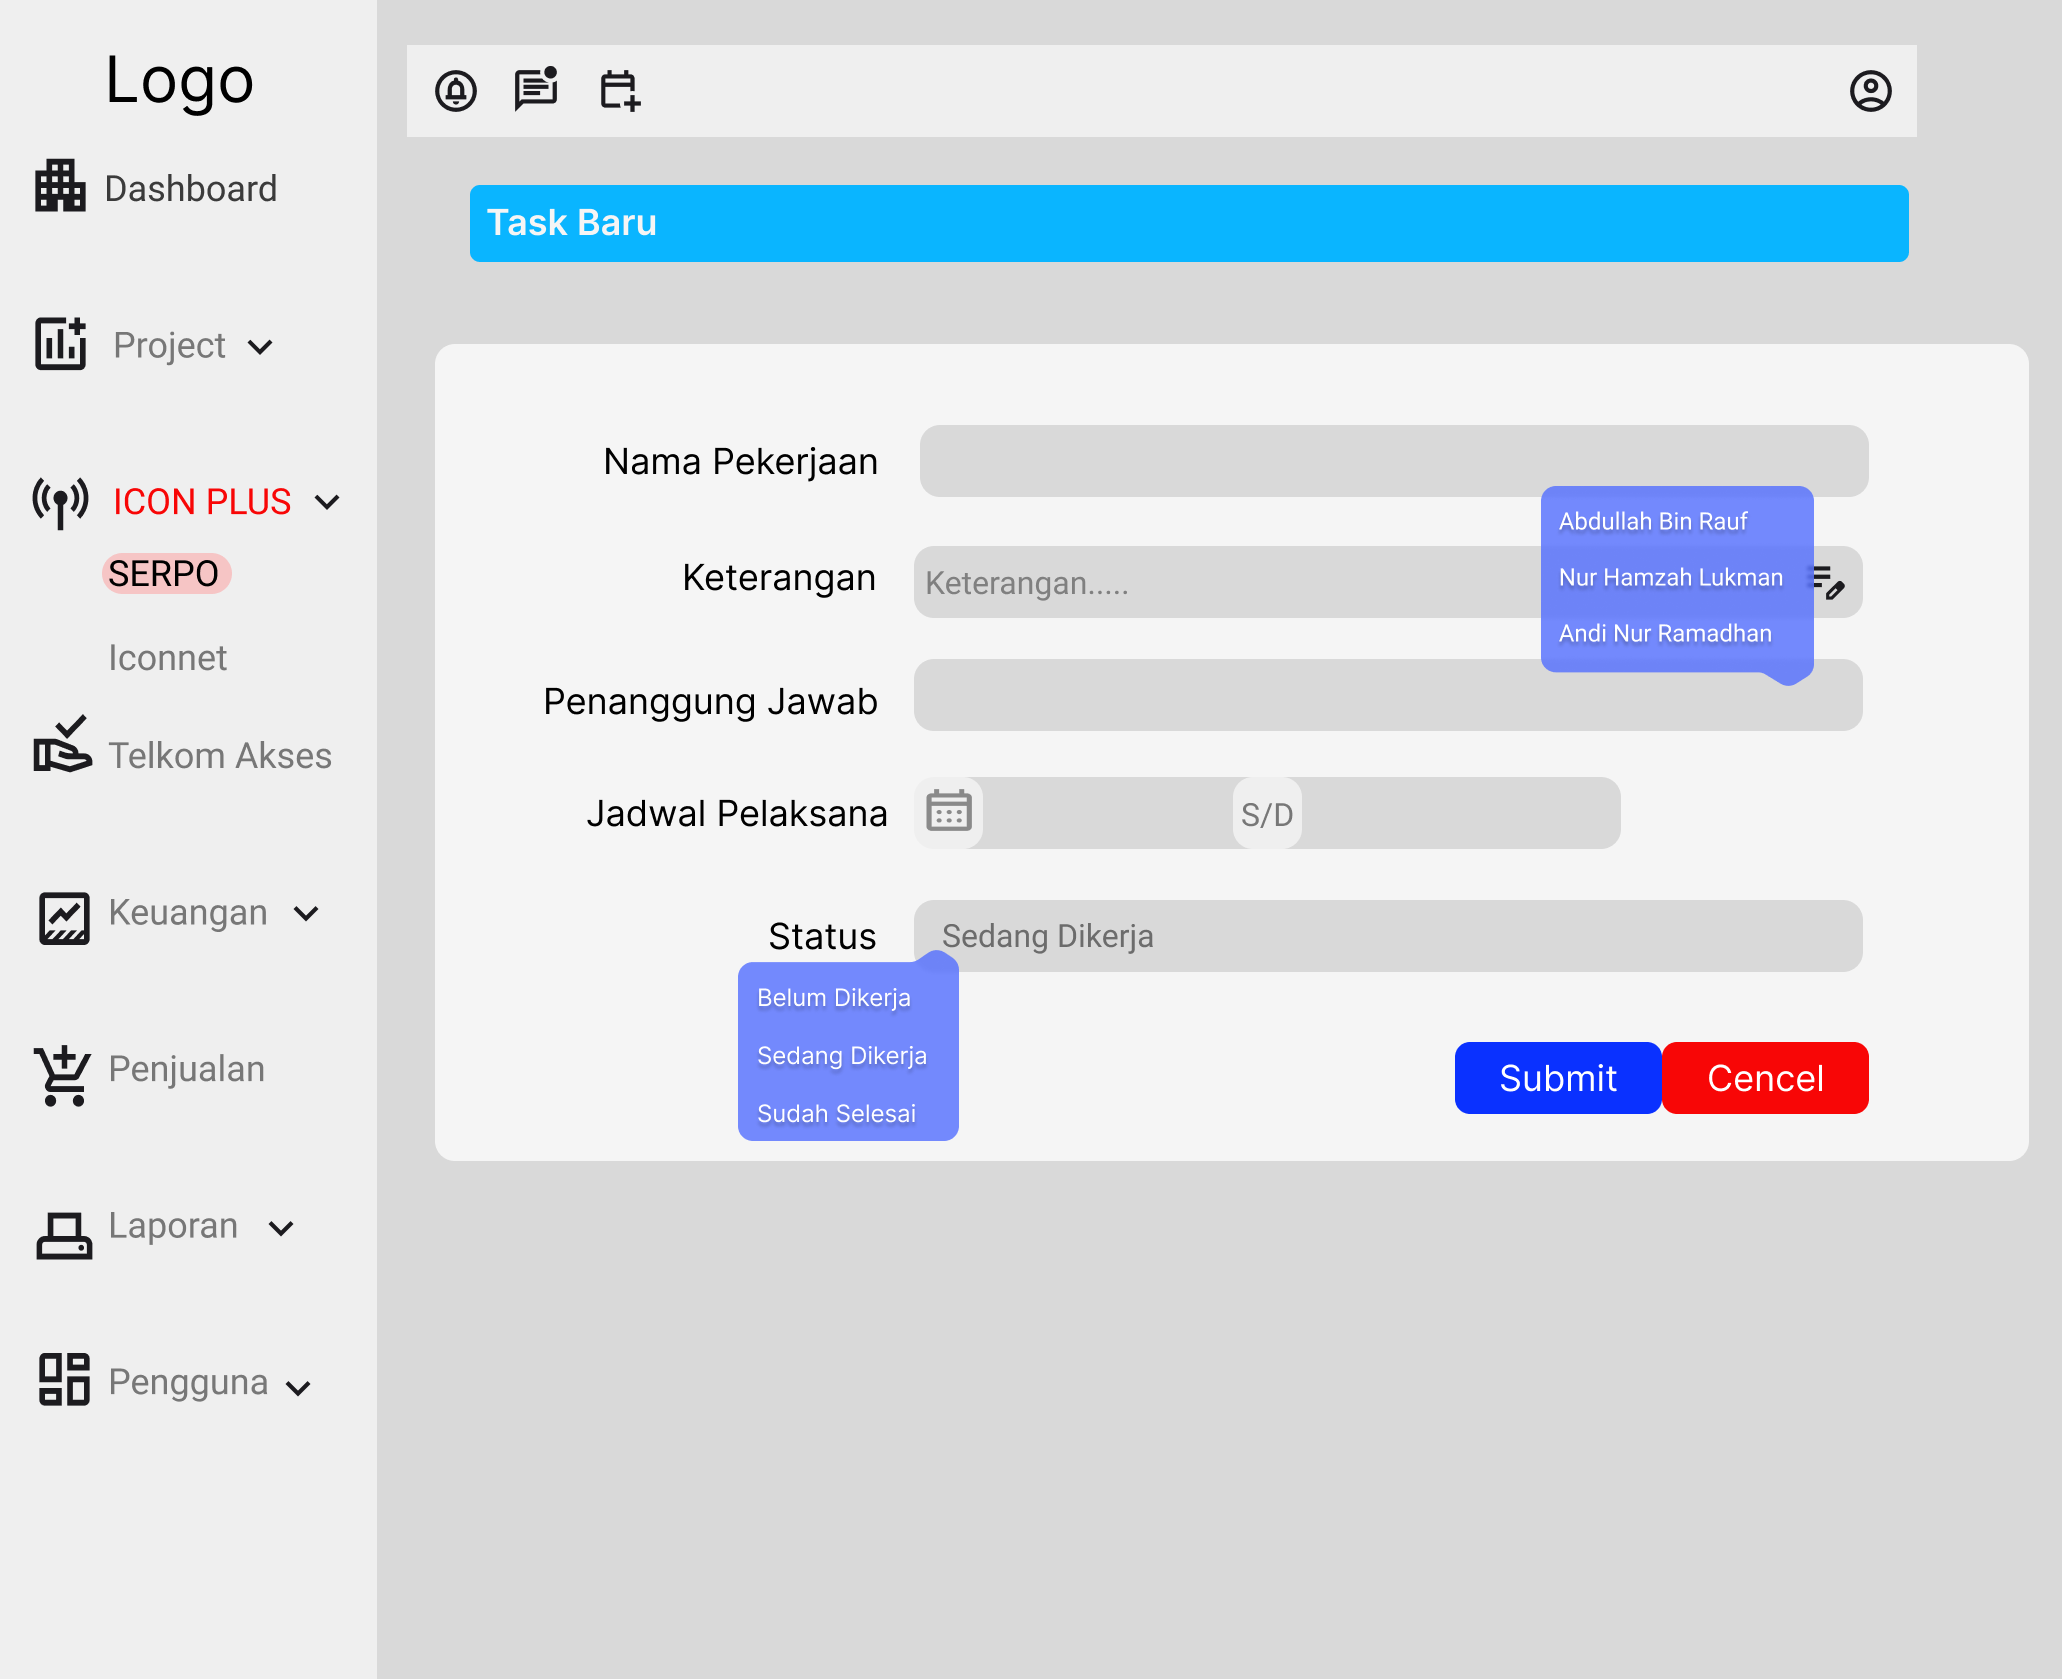 Logo
Dashboard
Project
ICON PLUS
SERPO
Iconnet
Telkom Akses
Keuangan
Penjualan
Laporan
Pengguna
Task Baru
Nama Pekerjaan
Abdullah Bin Rauf
Nur Hamzah Lukman
Andi Nur Ramadhan
Keterangan
Keterangan.....
Penanggung Jawab
Jadwal Pelaksana
S/D
Status
Sedang Dikerja
Belum Dikerja
Sedang Dikerja
Sudah Selesai
Submit
Cencel